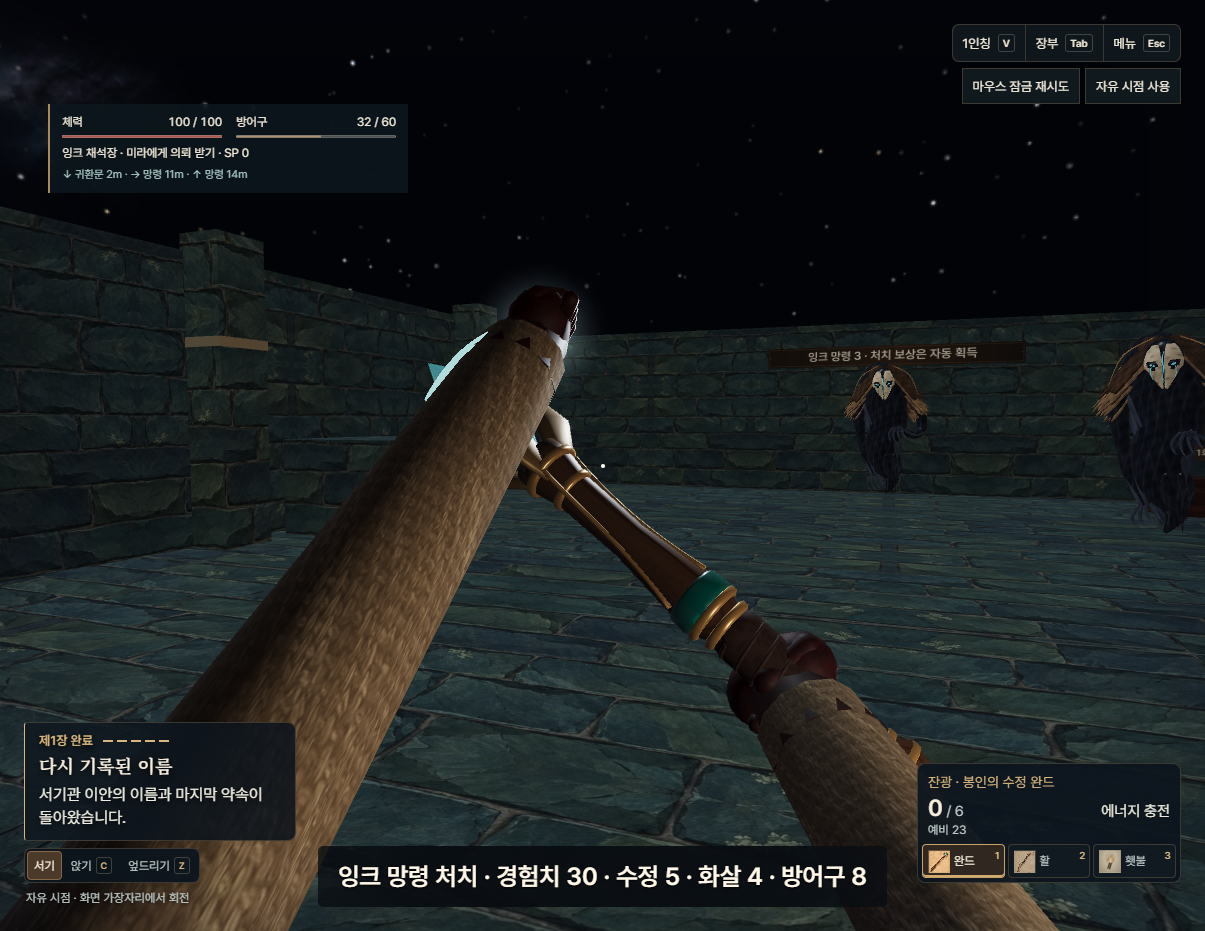 1인칭 V 장부 Tab 메뉴 Esc
마우스 잠금 재시도 자유 시점 사용
체력 100 / 100 방어구 32 / 60
잉크 채석장 · 미라에게 의뢰 받기 · SP 0
↓ 귀환문 2m · → 망령 11m · ↑ 망령 14m
잉크 망령 3 · 처치 보상은 자동 획득
제1장 완료
다시 기록된 이름
서기관 이안의 이름과 마지막 약속이
돌아왔습니다.
서기 앉기 C 엎드리기 Z
자유 시점 · 화면 가장자리에서 회전
잉크 망령 처치 · 경험치 30 · 수정 5 · 화살 4 · 방어구 8
잔광 · 봉인의 수정 완드
0 / 6 에너지 충전
예비 23
완드 1 활 2 횃불 3